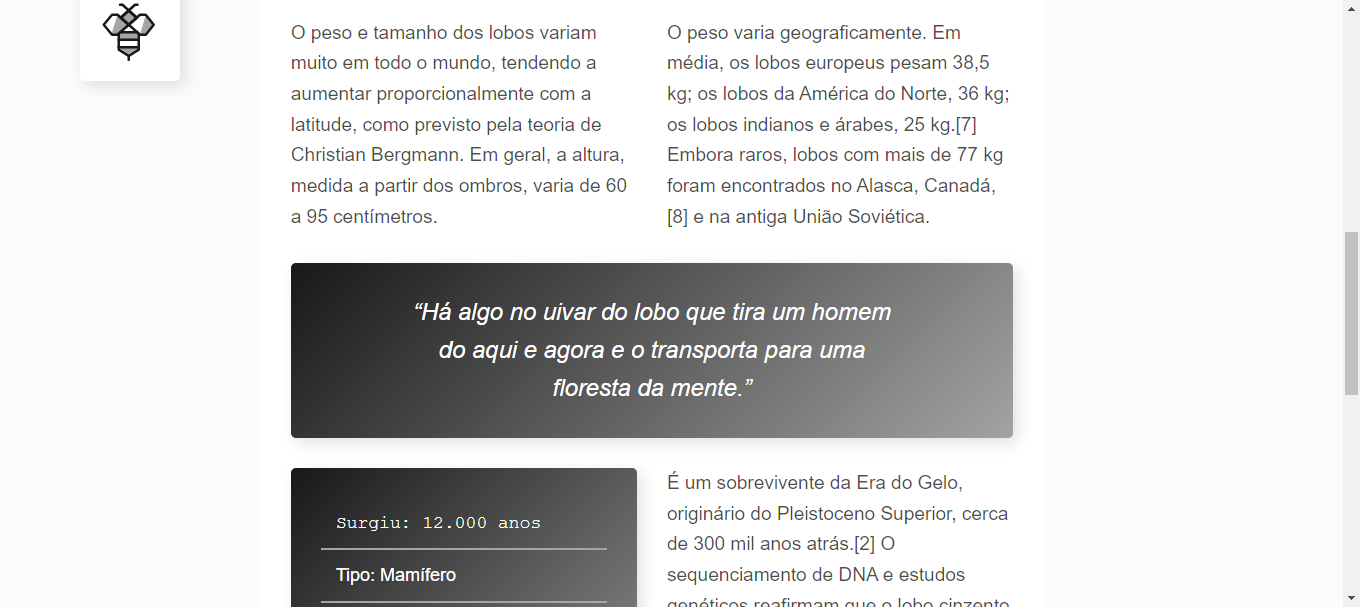 O peso e tamanho dos lobos variam
muito em todo o mundo, tendendo a
aumentar proporcionalmente com a
latitude, como previsto pela teoria de
Christian Bergmann. Em geral, a altura,
medida a partir dos ombros, varia de 60
a 95 centímetros.
O peso varia geograficamente. Em
média, os lobos europeus pesam 38,5
kg; os lobos da América do Norte, 36 kg;
os lobos indianos e árabes, 25 kg.[7]
Embora raros, lobos com mais de 77 kg
foram encontrados no Alasca, Canadá,
[8] e na antiga União Soviética.
“Há algo no uivar do lobo que tira um homem
do aqui e agora e o transporta para uma
floresta da mente.”
Surgiu: 12.000 anos
Tipo: Mamífero
É um sobrevivente da Era do Gelo,
originário do Pleistoceno Superior, cerca
de 300 mil anos atrás.[2] O
sequenciamento de DNA e estudos
genéticos reafirmam que o lobo cinzento